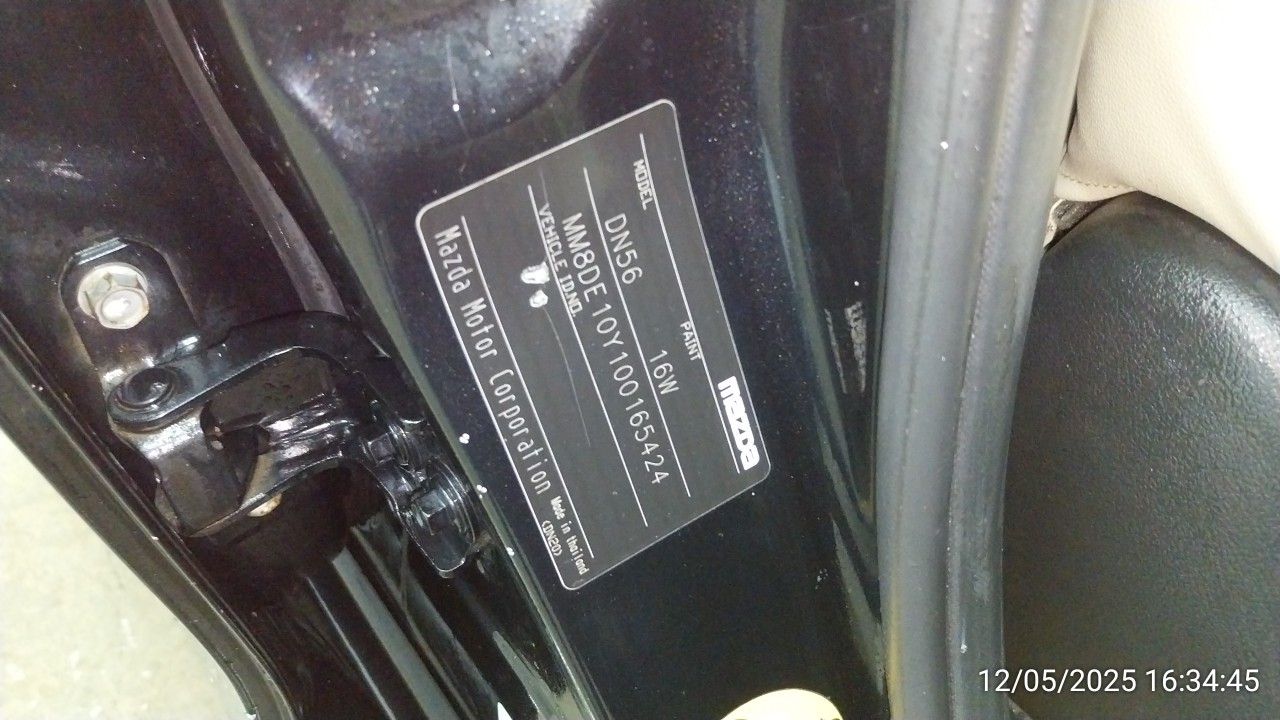 mazda
MODEL PAINT
DN56 16W
VEHICLE ID.NO.
MM8DE10Y100165424
Mazda Motor Corporation Made in thailand
(DN20)
12/05/2025 16:34:45